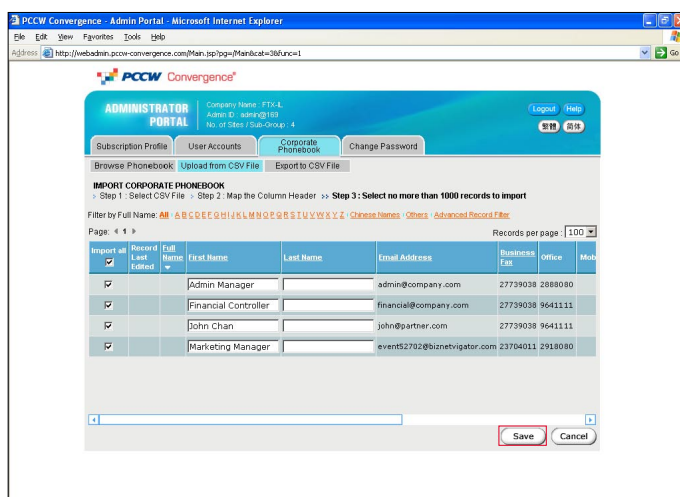 PCCW Convergence - Admin Portal - Microsoft Internet Explorer
File Edit View Favorites Tools Help
Address http://webadmin.pccw-convergence.com/Main.jsp?pg=/Main&cat=38&func=1 Go
PCCW Convergence
ADMINISTRATOR PORTAL
Company Name : FTX-IL
Admin ID : admin@169
No. of Sites / Sub-Group : 4
Logout Help
繁體 简体
Subscription Profile User Accounts Corporate Phonebook Change Password
Browse Phonebook Upload from CSV File Export to CSV File
IMPORT CORPORATE PHONEBOOK
> Step 1 : Select CSV File > Step 2 : Map the Column Header >> Step 3 : Select no more than 1000 records to import
Filter by Full Name: All | A B C D E F G H I J K L M N O P Q R S T U V W X Y Z | Chinese Names | Others | Advanced Record Filter
Page: 1 Records per page : 100
Import all Record Last Edited Full Name First Name Last Name Email Address Business Fax Office Mob
Admin Manager admin@company.com 27739038 2888080
Financial Controller financial@company.com 27739038 9641111
John Chan john@partner.com 27739038 9641111
Marketing Manager event52702@biznetvigator.com 23704011 2918080
Save Cancel